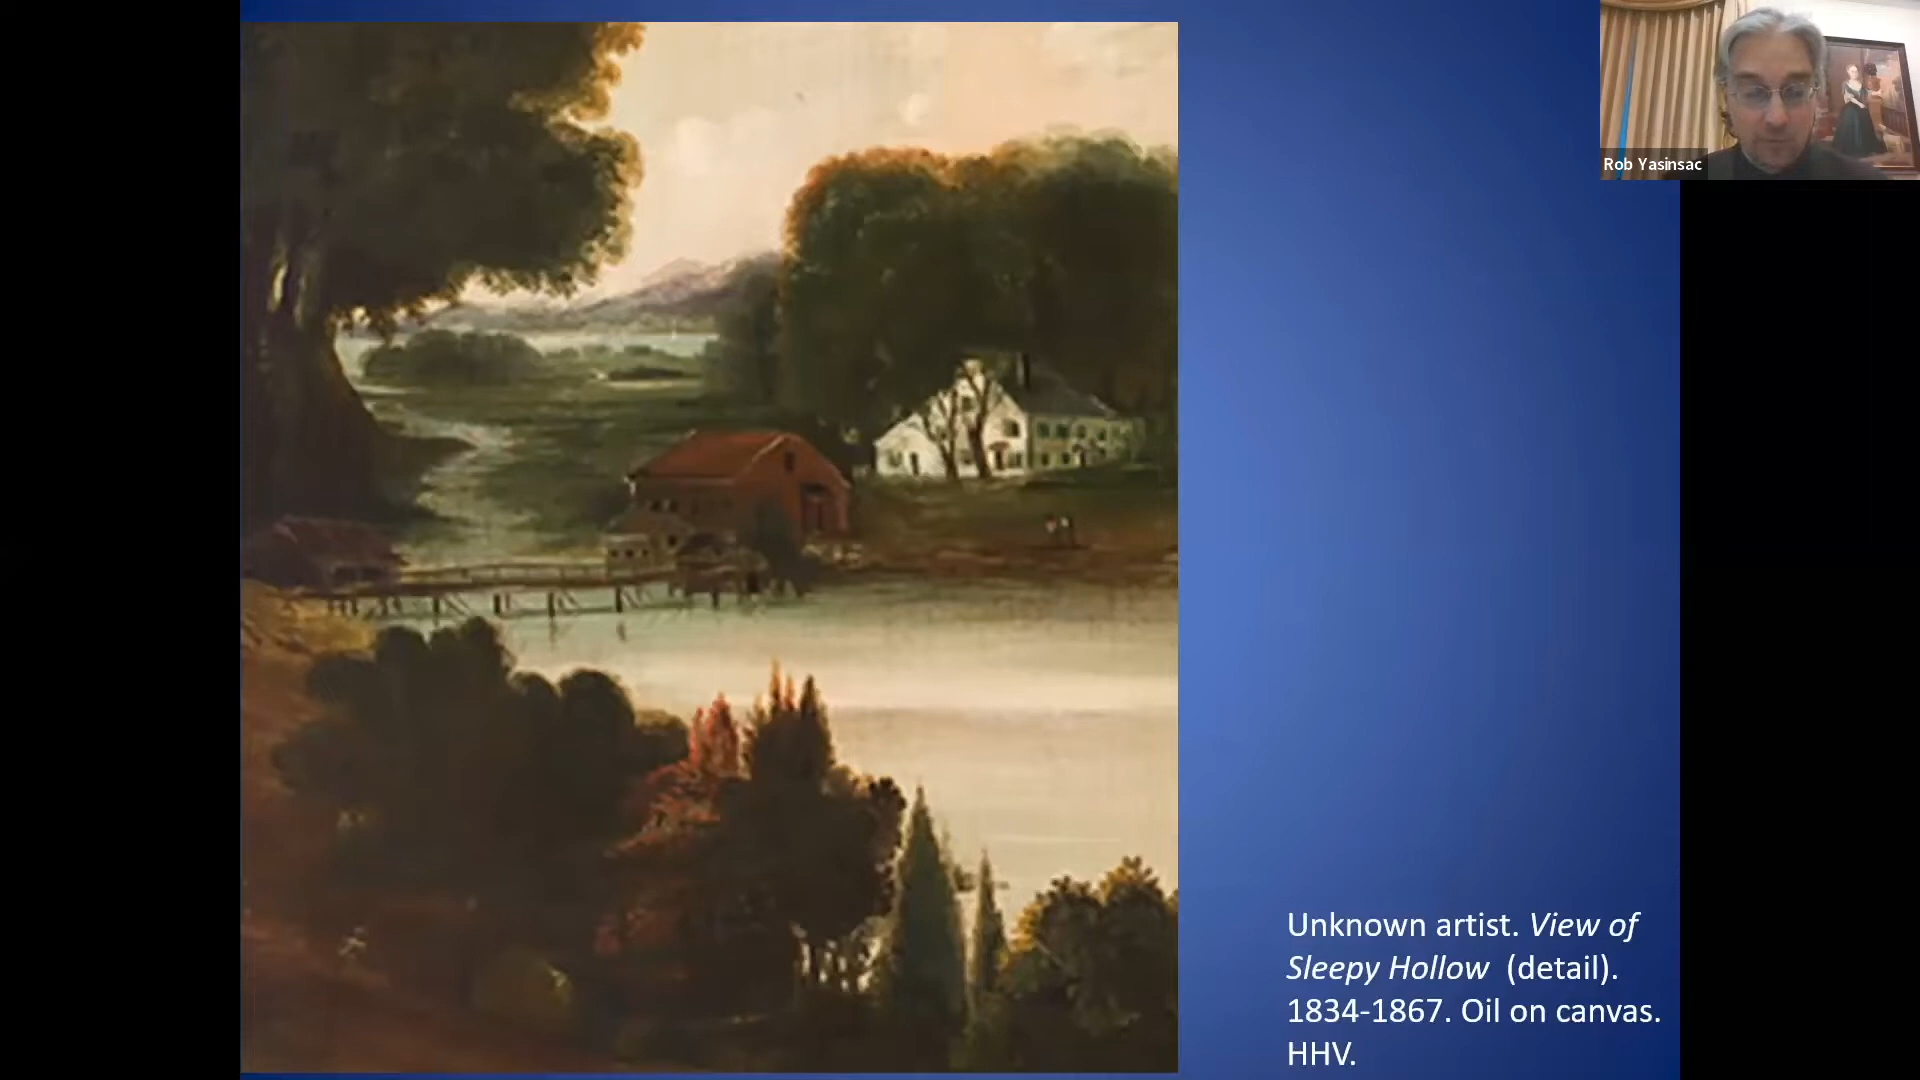 Rob Yasinsac
Unknown artist. View of
Sleepy Hollow (detail).
1834-1867. Oil on canvas.
HHV.